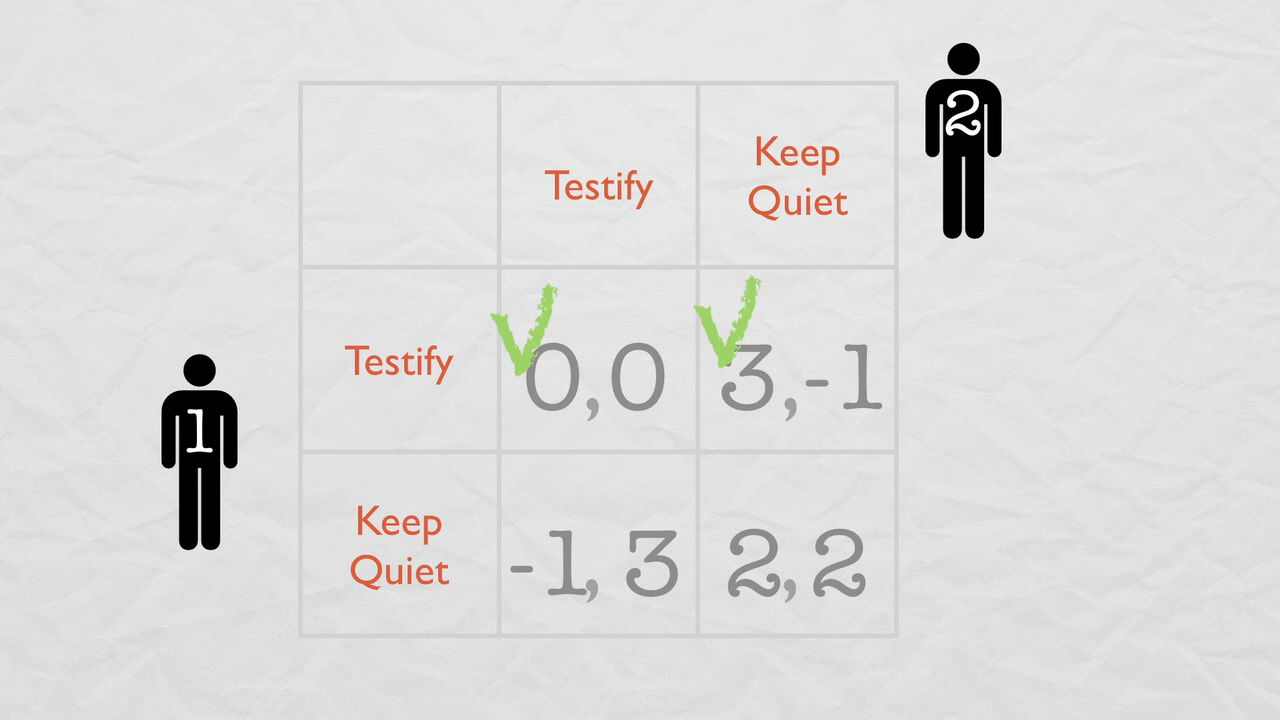 2
Testify
Keep
Quiet
1
Testify
0,0
3,-1
Keep
Quiet
-1, 3
2,2